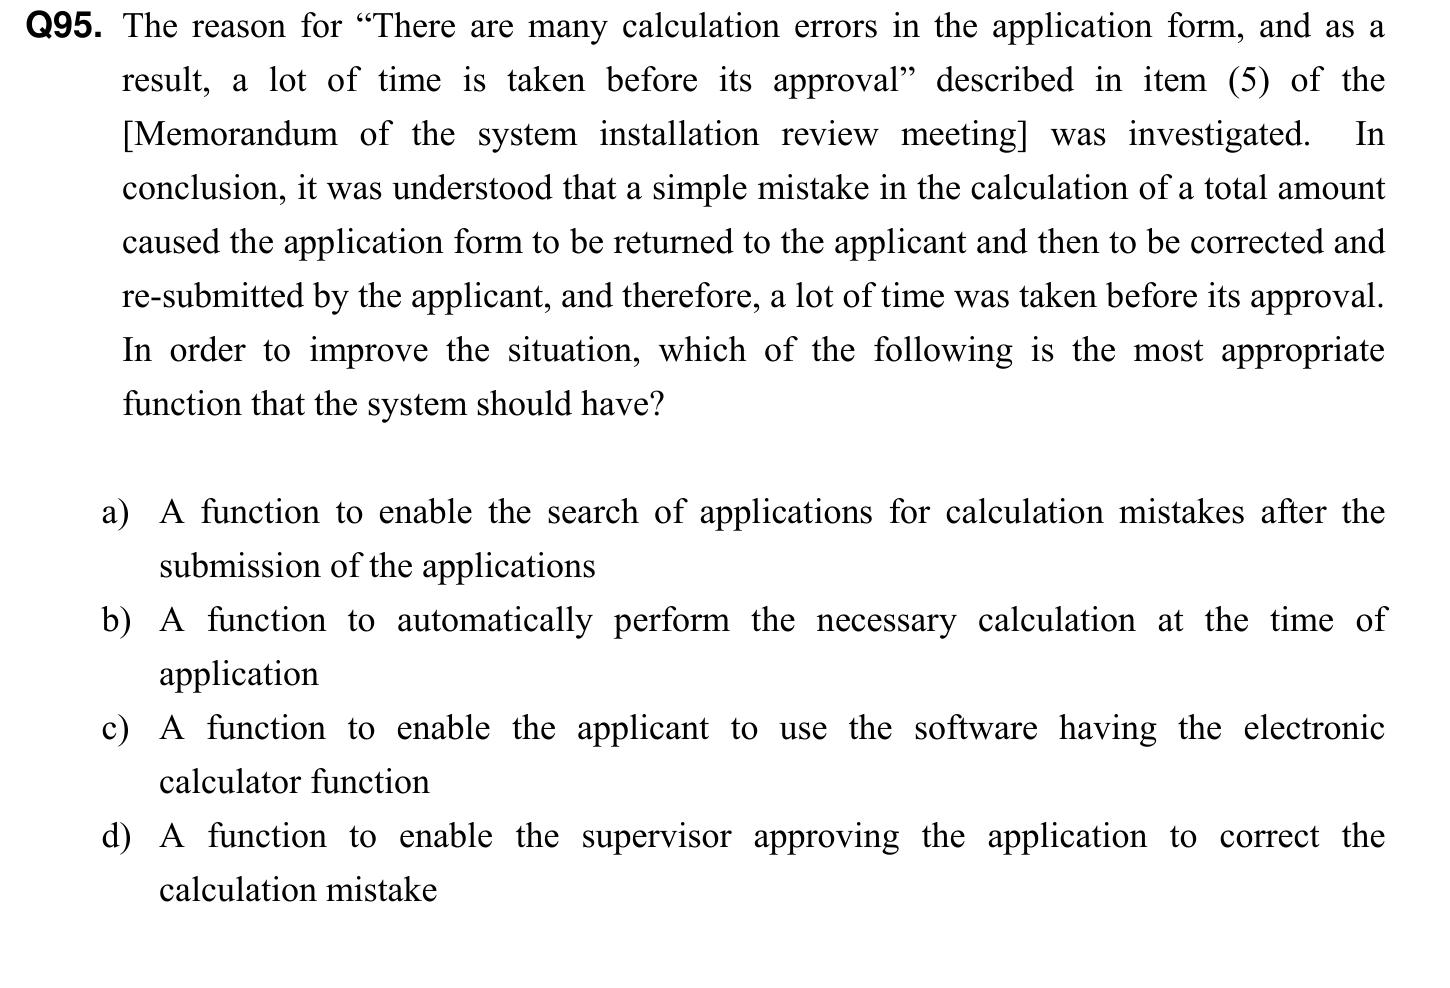 Q95. The reason for “There are many calculation errors in the application form, and as a
result, a lot of time is taken before its approval” described in item (5) of the
[Memorandum of the system installation review meeting] was investigated. In
conclusion, it was understood that a simple mistake in the calculation of a total amount
caused the application form to be returned to the applicant and then to be corrected and
re-submitted by the applicant, and therefore, a lot of time was taken before its approval.
In order to improve the situation, which of the following is the most appropriate
function that the system should have?
a) A function to enable the search of applications for calculation mistakes after the
submission of the applications
b) A function to automatically perform the necessary calculation at the time of
application
c) A function to enable the applicant to use the software having the electronic
calculator function
d) A function to enable the supervisor approving the application to correct the
calculation mistake